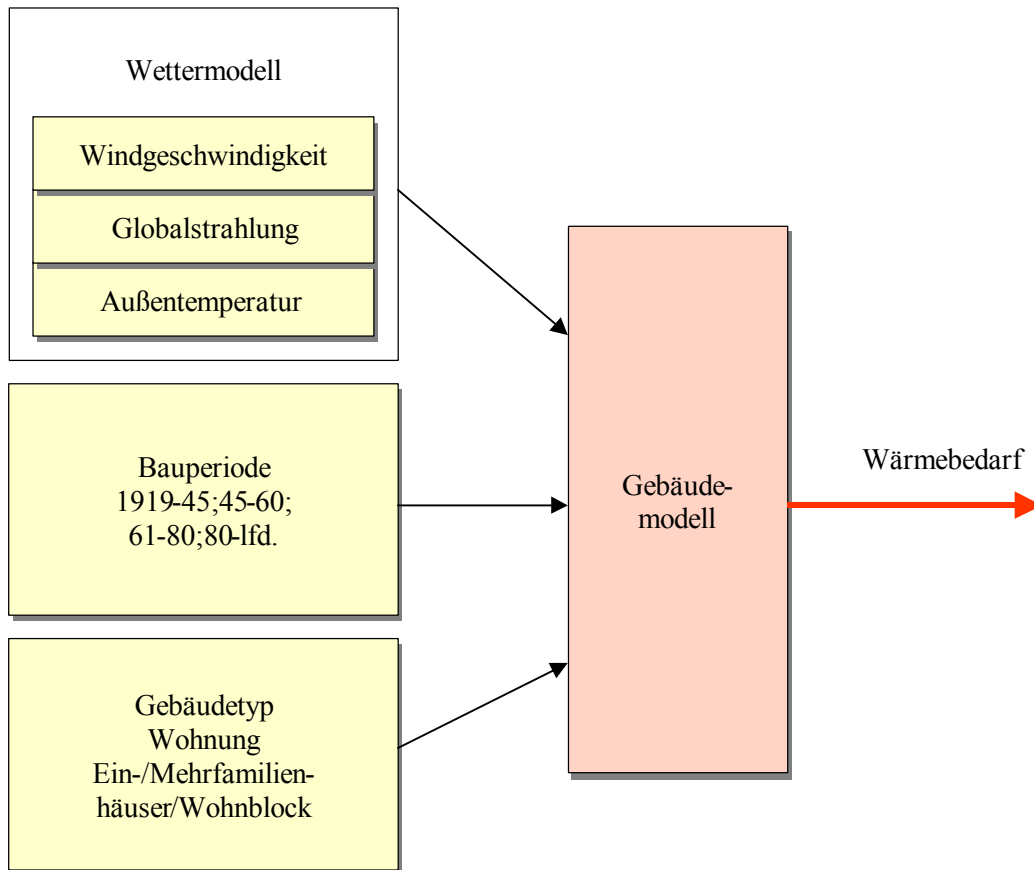 Wettermodell
Windgeschwindigkeit
Globalstrahlung
Außentemperatur
Bauperiode
1919-45;45-60;
61-80;80-lfd.
Gebäudetyp
Wohnung
Ein-/Mehrfamilien-
häuser/Wohnblock
Gebäude-
modell
Wärmebedarf